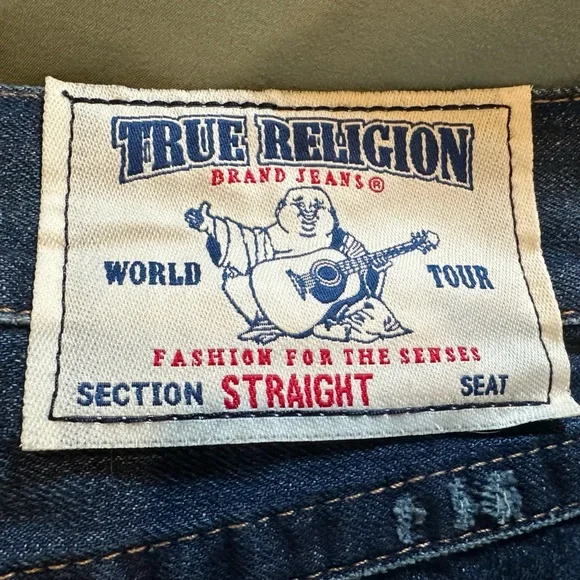 TRUE RELIGION
BRAND JEANS®
WORLD TOUR
FASHION FOR THE SENSES
SECTION STRAIGHT SEAT